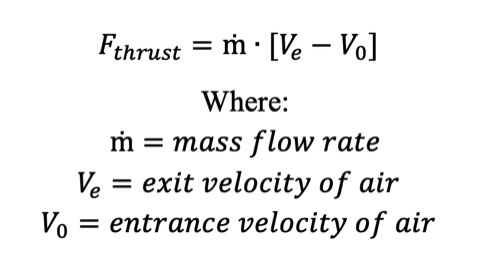 F_thrust = ṁ · [V_e − V_0]
Where:
ṁ = mass flow rate
V_e = exit velocity of air
V_0 = entrance velocity of air